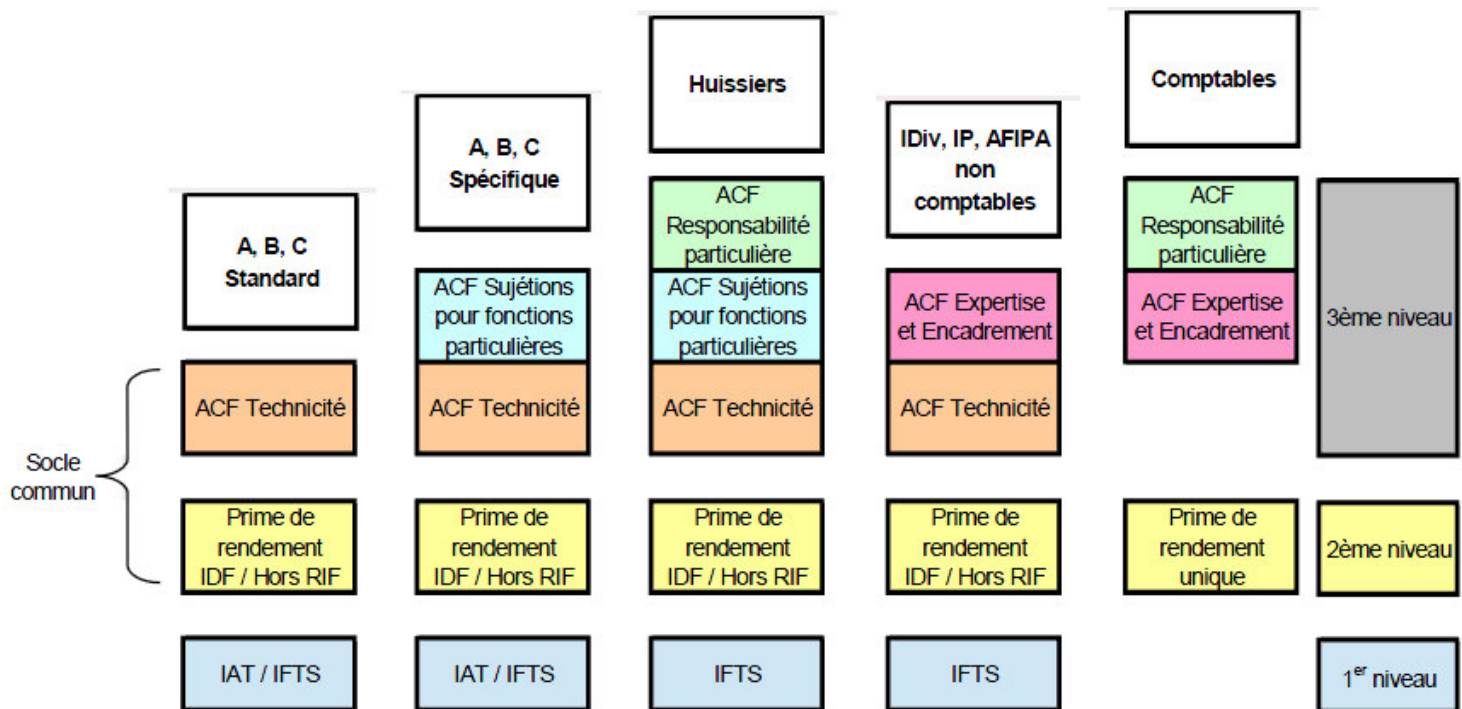 Huissiers
Comptables
A, B, C
Spécifique
IDiv, IP, AFIPA
non
comptables
A, B, C
Standard
ACF
Responsabilité
particulière
ACF
Responsabilité
particulière
ACF Sujétions
pour fonctions
particulières
ACF Sujétions
pour fonctions
particulières
ACF Expertise
et Encadrement
ACF Expertise
et Encadrement
3ème niveau
Socle
commun
ACF Technicité
ACF Technicité
ACF Technicité
ACF Technicité
Prime de
rendement
IDF / Hors RIF
Prime de
rendement
IDF / Hors RIF
Prime de
rendement
IDF / Hors RIF
Prime de
rendement
IDF / Hors RIF
Prime de
rendement
unique
2ème niveau
IAT / IFTS
IAT / IFTS
IFTS
IFTS
1er niveau